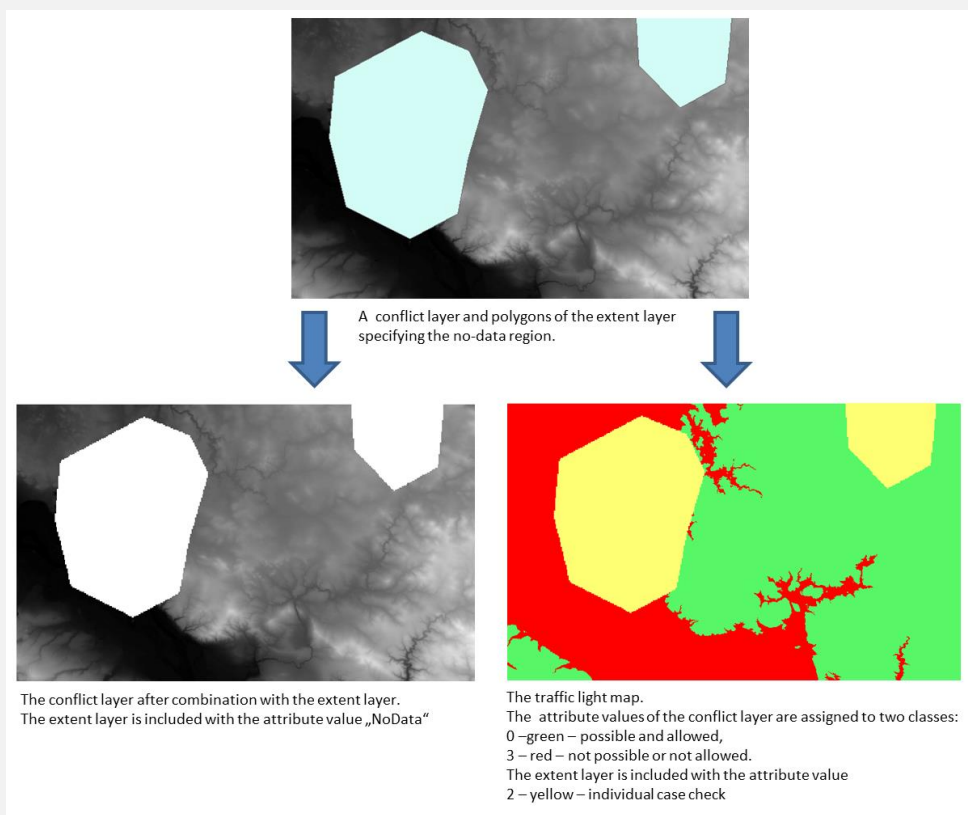 A conflict layer and polygons of the extent layer
specifying the no-data region.
The conflict layer after combination with the extent layer.
The extent layer is included with the attribute value „NoData“
The traffic light map.
The attribute values of the conflict layer are assigned to two classes:
0 –green – possible and allowed,
3 – red – not possible or not allowed.
The extent layer is included with the attribute value
2 – yellow – individual case check